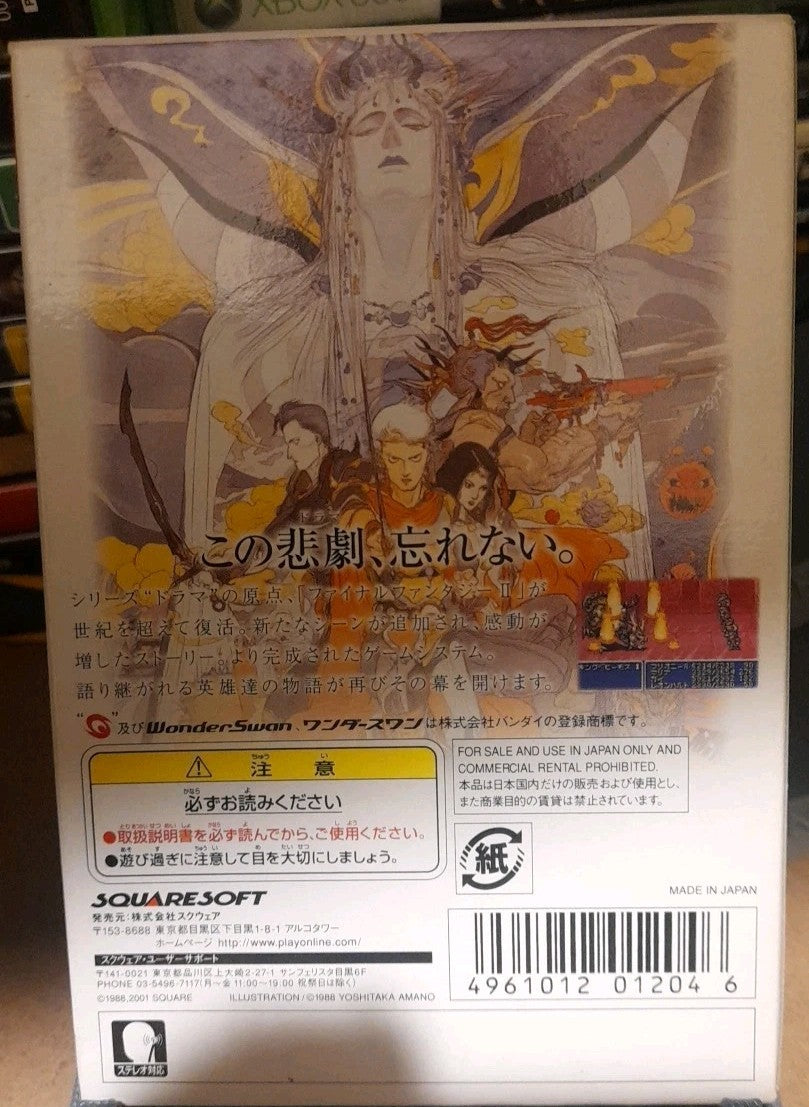 XBOX 360
この悲劇、忘れない。
シリーズ“ドラマ”の原点、「ファイナルファンタジーⅡ」が
世紀を超えて復活。新たなシーンが追加され、感動が
増したストーリー。より完成されたゲームシステム。
語り継がれる英雄達の物語が再びその幕を開けます。
“ ”及びWonderSwan、ワンダースワンは株式会社バンダイの登録商標です。
注意
必ずお読みください
●取扱説明書を必ず読んでから、ご使用ください。
●遊び過ぎに注意して目を大切にしましょう。
FOR SALE AND USE IN JAPAN ONLY AND
COMMERCIAL RENTAL PROHIBITED.
本品は日本国内だけの販売および使用とし、
また商業目的の賃貸は禁止されています。
紙
MADE IN JAPAN
SQUARESOFT
発売元:株式会社スクウェア
〒153-8688 東京都目黒区下目黒1-8-1 アルコタワー
ホームページ http://www.playonline.com/
スクウェア・ユーザーサポート
〒141-0021 東京都品川区上大崎2-27-1 サンフェリスタ目黒6F
PHONE 03-5496-7117(月〜金 11:00〜19:00 祝祭日は除く)
©1988,2001 SQUARE ILLUSTRATION/©1988 YOSHITAKA AMANO
4961012 01204 6
ステレオ対応